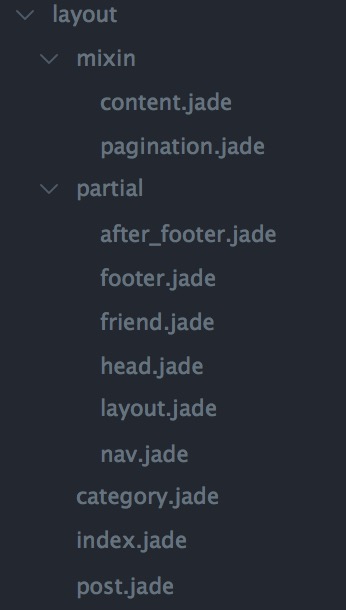 layout
mixin
content.jade
pagination.jade
partial
after_footer.jade
footer.jade
friend.jade
head.jade
layout.jade
nav.jade
category.jade
index.jade
post.jade